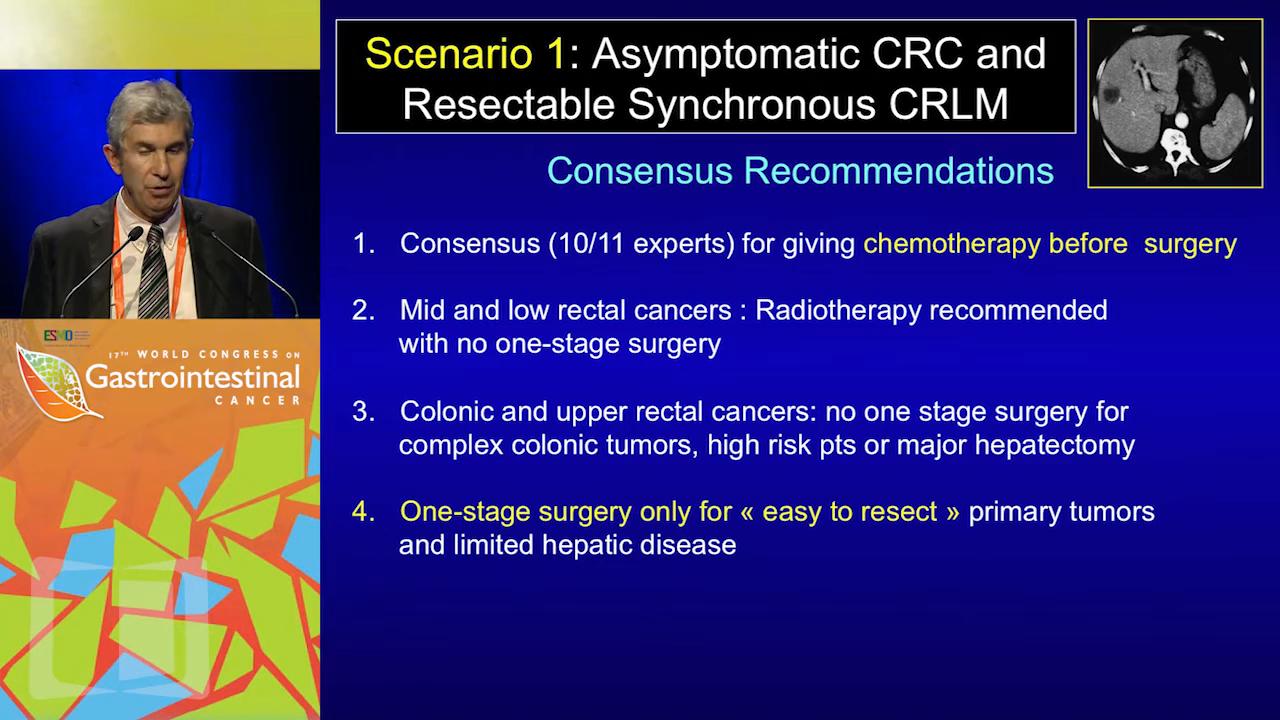 Scenario 1: Asymptomatic CRC and
Resectable Synchronous CRLM
Consensus Recommendations
1. Consensus (10/11 experts) for giving chemotherapy before surgery
2. Mid and low rectal cancers : Radiotherapy recommended
with no one-stage surgery
3. Colonic and upper rectal cancers: no one stage surgery for
complex colonic tumors, high risk pts or major hepatectomy
4. One-stage surgery only for « easy to resect » primary tumors
and limited hepatic disease
ESMO
17TH WORLD CONGRESS ON
Gastrointestinal
CANCER